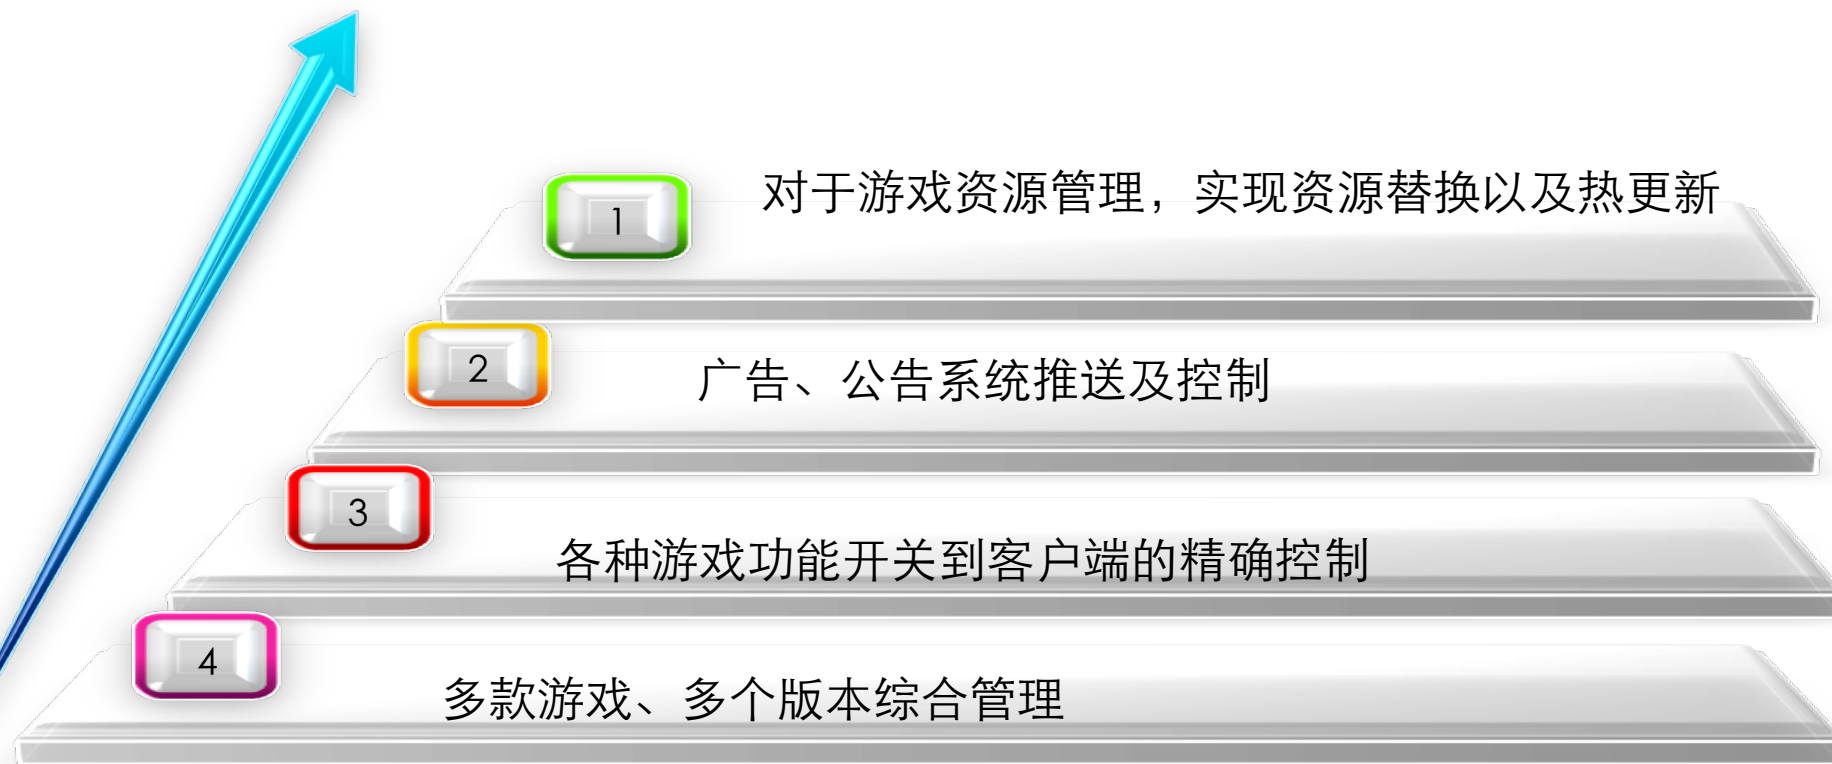 1
对于游戏资源管理，实现资源替换以及热更新
2
广告、公告系统推送及控制
3
各种游戏功能开关到客户端的精确控制
4
多款游戏、多个版本综合管理